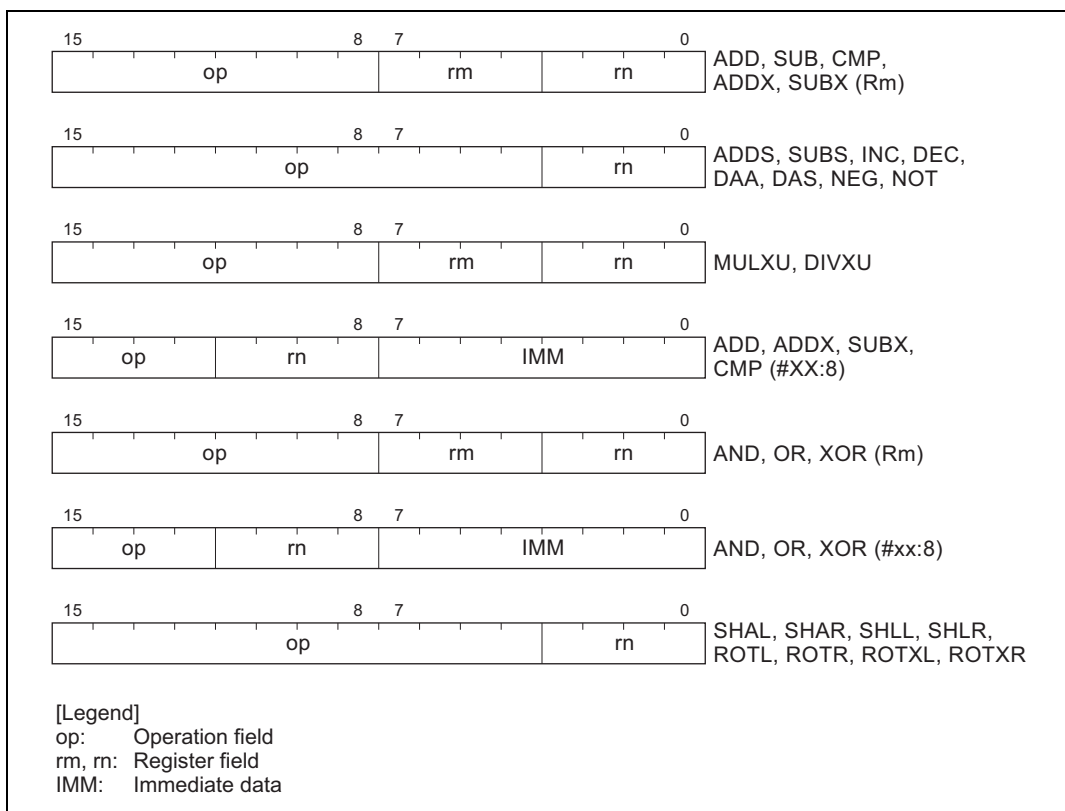 15 8 7 0
op rm rn
ADD, SUB, CMP,
ADDX, SUBX (Rm)
15 8 7 0
op rn
ADDS, SUBS, INC, DEC,
DAA, DAS, NEG, NOT
15 8 7 0
op rm rn
MULXU, DIVXU
15 8 7 0
op rn IMM
ADD, ADDX, SUBX,
CMP (#XX:8)
15 8 7 0
op rm rn
AND, OR, XOR (Rm)
15 8 7 0
op rn IMM
AND, OR, XOR (#xx:8)
15 8 7 0
op rn
SHAL, SHAR, SHLL, SHLR,
ROTL, ROTR, ROTXL, ROTXR
[Legend]
op: Operation field
rm, rn: Register field
IMM: Immediate data